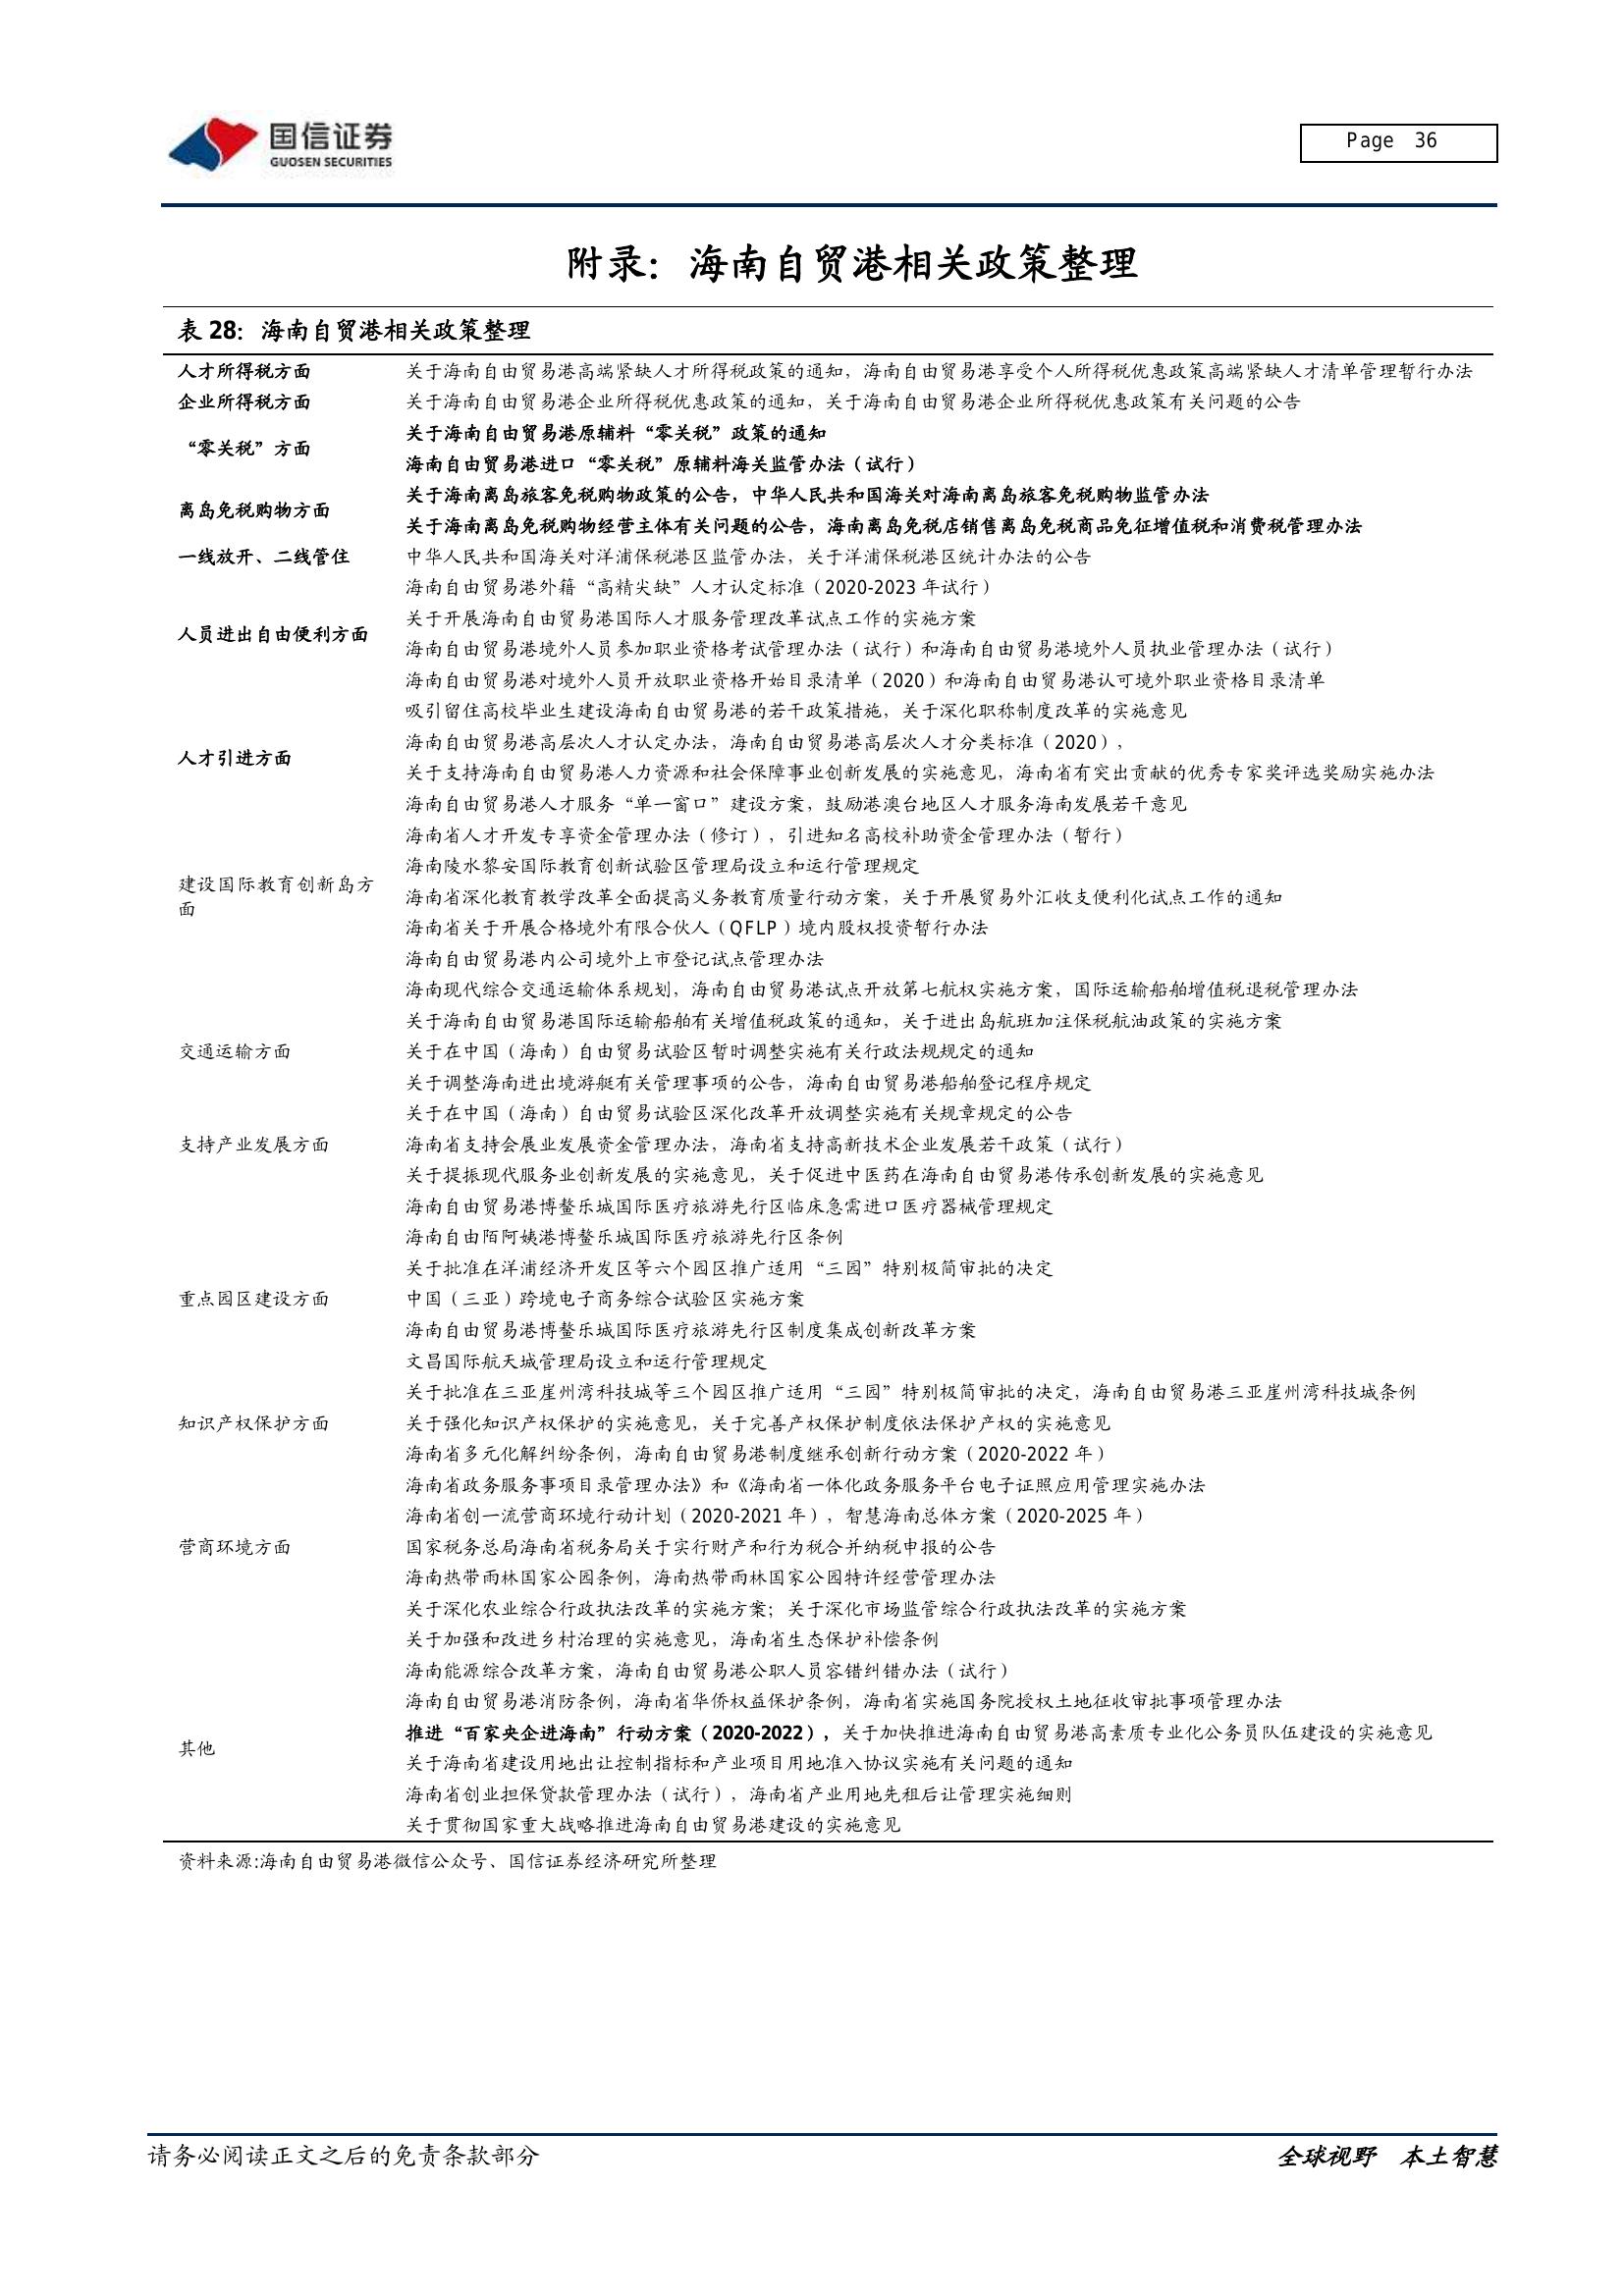 国信证券
GUOSEN SECURITIES
Page 36
附录：海南自贸港相关政策整理
表 28：海南自贸港相关政策整理
人才所得税方面 关于海南自由贸易港高端紧缺人才所得税政策的通知，海南自由贸易港享受个人所得税优惠政策高端紧缺人才清单管理暂行办法
企业所得税方面 关于海南自由贸易港企业所得税优惠政策的通知，关于海南自由贸易港企业所得税优惠政策有关问题的公告
“零关税”方面
关于海南自由贸易港原辅料“零关税”政策的通知
海南自由贸易港进口“零关税”原辅料海关监管办法（试行）
离岛免税购物方面
关于海南离岛旅客免税购物政策的公告，中华人民共和国海关对海南离岛旅客免税购物监管办法
关于海南离岛免税购物经营主体有关问题的公告，海南离岛免税店销售离岛免税商品免征增值税和消费税管理办法
一线放开、二线管住 中华人民共和国海关对洋浦保税港区监管办法，关于洋浦保税港区统计办法的公告
人员进出自由便利方面
海南自由贸易港外籍“高精尖缺”人才认定标准（2020-2023 年试行）
关于开展海南自由贸易港国际人才服务管理改革试点工作的实施方案
海南自由贸易港境外人员参加职业资格考试管理办法（试行）和海南自由贸易港境外人员执业管理办法（试行）
海南自由贸易港对境外人员开放职业资格开始目录清单（2020）和海南自由贸易港认可境外职业资格目录清单
人才引进方面
吸引留住高校毕业生建设海南自由贸易港的若干政策措施，关于深化职称制度改革的实施意见
海南自由贸易港高层次人才认定办法，海南自由贸易港高层次人才分类标准（2020），
关于支持海南自由贸易港人力资源和社会保障事业创新发展的实施意见，海南省有突出贡献的优秀专家奖评选奖励实施办法
海南自由贸易港人才服务“单一窗口”建设方案，鼓励港澳台地区人才服务海南发展若干意见
海南省人才开发专享资金管理办法（修订），引进知名高校补助资金管理办法（暂行）
建设国际教育创新岛方
面
海南陵水黎安国际教育创新试验区管理局设立和运行管理规定
海南省深化教育教学改革全面提高义务教育质量行动方案，关于开展贸易外汇收支便利化试点工作的通知
海南省关于开展合格境外有限合伙人（QFLP）境内股权投资暂行办法
海南自由贸易港内公司境外上市登记试点管理办法
海南现代综合交通运输体系规划，海南自由贸易港试点开放第七航权实施方案，国际运输船舶增值税退税管理办法
关于海南自由贸易港国际运输船舶有关增值税政策的通知，关于进出岛航班加注保税航油政策的实施方案
交通运输方面 关于在中国（海南）自由贸易试验区暂时调整实施有关行政法规规定的通知
关于调整海南进出境游艇有关管理事项的公告，海南自由贸易港船舶登记程序规定
关于在中国（海南）自由贸易试验区深化改革开放调整实施有关规章规定的公告
支持产业发展方面 海南省支持会展业发展资金管理办法，海南省支持高新技术企业发展若干政策（试行）
关于提振现代服务业创新发展的实施意见，关于促进中医药在海南自由贸易港传承创新发展的实施意见
海南自由贸易港博鳌乐城国际医疗旅游先行区临床急需进口医疗器械管理规定
海南自由陌阿姨港博鳌乐城国际医疗旅游先行区条例
关于批准在洋浦经济开发区等六个园区推广适用“三园”特别极简审批的决定
重点园区建设方面 中国（三亚）跨境电子商务综合试验区实施方案
海南自由贸易港博鳌乐城国际医疗旅游先行区制度集成创新改革方案
文昌国际航天城管理局设立和运行管理规定
关于批准在三亚崖州湾科技城等三个园区推广适用“三园”特别极简审批的决定，海南自由贸易港三亚崖州湾科技城条例
知识产权保护方面 关于强化知识产权保护的实施意见，关于完善产权保护制度依法保护产权的实施意见
海南省多元化解纠纷条例，海南自由贸易港制度继承创新行动方案（2020-2022 年）
海南省政务服务事项目录管理办法》和《海南省一体化政务服务平台电子证照应用管理实施办法
海南省创一流营商环境行动计划（2020-2021 年），智慧海南总体方案（2020-2025 年）
营商环境方面 国家税务总局海南省税务局关于实行财产和行为税合并纳税申报的公告
海南热带雨林国家公园条例，海南热带雨林国家公园特许经营管理办法
关于深化农业综合行政执法改革的实施方案；关于深化市场监管综合行政执法改革的实施方案
关于加强和改进乡村治理的实施意见，海南省生态保护补偿条例
海南能源综合改革方案，海南自由贸易港公职人员容错纠错办法（试行）
海南自由贸易港消防条例，海南省华侨权益保护条例，海南省实施国务院授权土地征收审批事项管理办法
其他
推进“百家央企进海南”行动方案（2020-2022），关于加快推进海南自由贸易港高素质专业化公务员队伍建设的实施意见
关于海南省建设用地出让控制指标和产业项目用地准入协议实施有关问题的通知
海南省创业担保贷款管理办法（试行），海南省产业用地先租后让管理实施细则
关于贯彻国家重大战略推进海南自由贸易港建设的实施意见
资料来源:海南自由贸易港微信公众号、国信证券经济研究所整理
请务必阅读正文之后的免责条款部分
全球视野 本土智慧